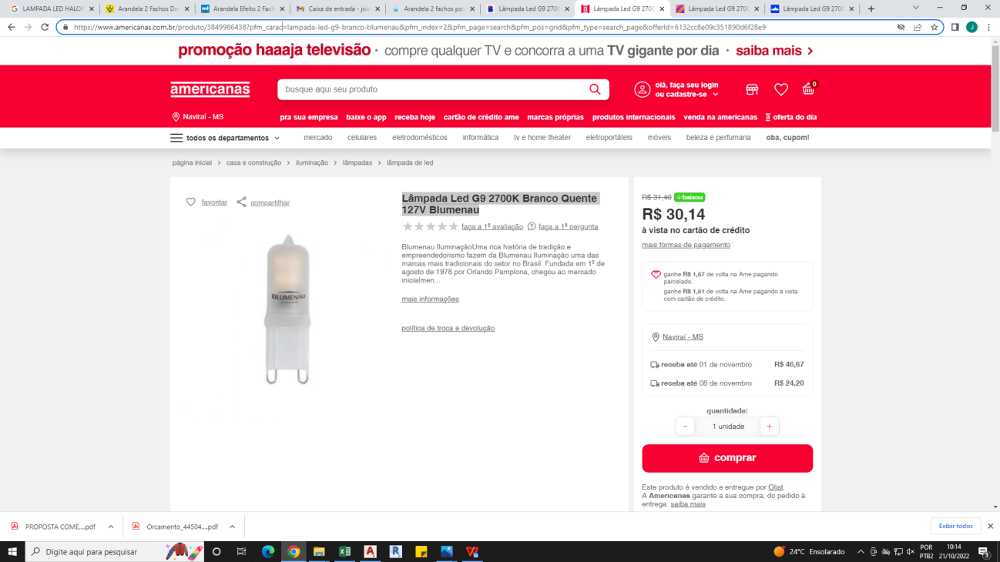 LAMPADA LED HALOP
Arandela 2 Fachos Do
Arandela Efeito 2 Fach
Caixa de entrada - joic
Arandela 2 fachos par
Lâmpada Led G9 2700
Lâmpada Led G9 2700
Lâmpada Led G9 2700
Lâmpada Led G9 2700
https://www.americanas.com.br/produto/3849986438?pfm_carac=lampada-led-g9-branco-blumenau&pfm_index=2&pfm_page=search&pfm_pos=grid&pfm_type=search_page&offerId=6132cc8e09c351890d6f28e9
J
promoção haaaja televisão · compre qualquer TV e concorra a uma TV gigante por dia · saiba mais >
americanas
busque aqui seu produto
olá, faça seu login
ou cadastre-se
0
Naviraí - MS
pra sua empresa baixe o app receba hoje cartão de crédito ame marcas próprias produtos internacionais venda na americanas oferta do dia
todos os departamentos mercado celulares eletrodomésticos informática tv e home theater eletroportáteis móveis beleza e perfumaria oba, cupom!
página inicial > casa e construção > iluminação > lâmpadas > lâmpada de led
favoritar compartilhar
BLUMENAU
Lâmpada Led G9 2700K Branco Quente
127V Blumenau
faça a 1ª avaliação faça a 1ª pergunta
Blumenau IluminaçãoUma rica história de tradição e
empreendedorismo fazem da Blumenau Iluminação uma das
marcas mais tradicionais do setor no Brasil. Fundada em 1º de
agosto de 1978 por Orlando Pamplona, chegou ao mercado
inicialmen...
mais informações
política de troca e devolução
R$ 31,40 baixou
R$ 30,14
à vista no cartão de crédito
mais formas de pagamento
ganhe R$ 1,57 de volta na Ame pagando
parcelado.
ganhe R$ 1,51 de volta na Ame pagando à vista
com cartão de crédito.
Naviraí - MS
receba até 01 de novembro R$ 46,67
receba até 08 de novembro R$ 24,20
quantidade:
- 1 unidade +
comprar
Este produto é vendido e entregue por Olist.
A Americanas garante a sua compra, do pedido à
entrega. saiba mais
PROPOSTA COME....pdf
Orcamento_44504....pdf
Exibir todos
Digite aqui para pesquisar
24°C Ensolarado
POR
PTB2
10:14
21/10/2022
3